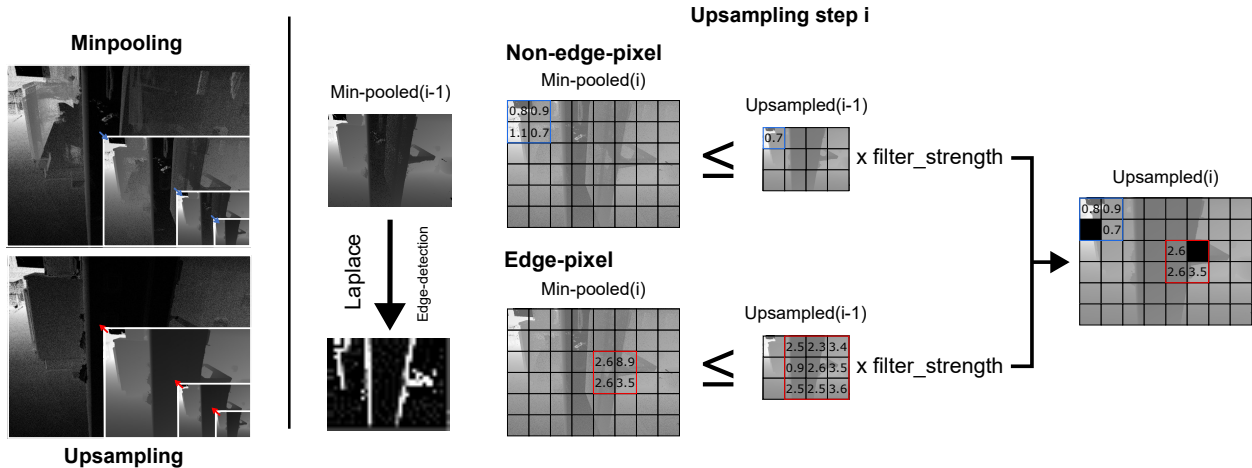 Upsampling step i
Minpooling
Upsampling
Min-pooled(i-1)
Laplace
Edge-detection
Non-edge-pixel
Min-pooled(i)
0.8 0.9
1.1 0.7
≤
Upsampled(i-1)
0.7
x filter_strength
Edge-pixel
Min-pooled(i)
2.6 8.9
2.6 3.5
≤
Upsampled(i-1)
2.5 2.3 3.4
0.9 2.6 3.5
2.5 2.5 3.6
x filter_strength
Upsampled(i)
0.8 0.9
0.7
2.6
2.6 3.5